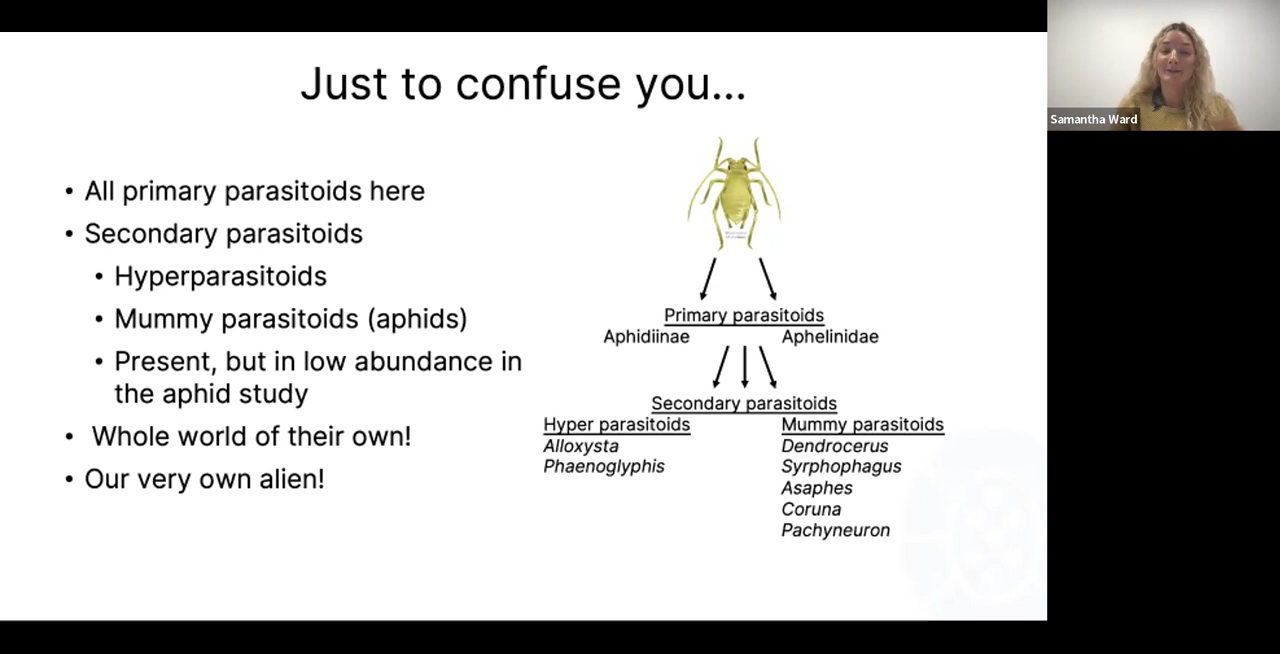 Just to confuse you...
• All primary parasitoids here
• Secondary parasitoids
• Hyperparasitoids
• Mummy parasitoids (aphids)
• Present, but in low abundance in
the aphid study
• Whole world of their own!
• Our very own alien!
Primary parasitoids
Aphidiinae Aphelinidae
Secondary parasitoids
Hyper parasitoids Mummy parasitoids
Alloxysta Dendrocerus
Phaenoglyphis Syrphophagus
Asaphes
Coruna
Pachyneuron
Samantha Ward